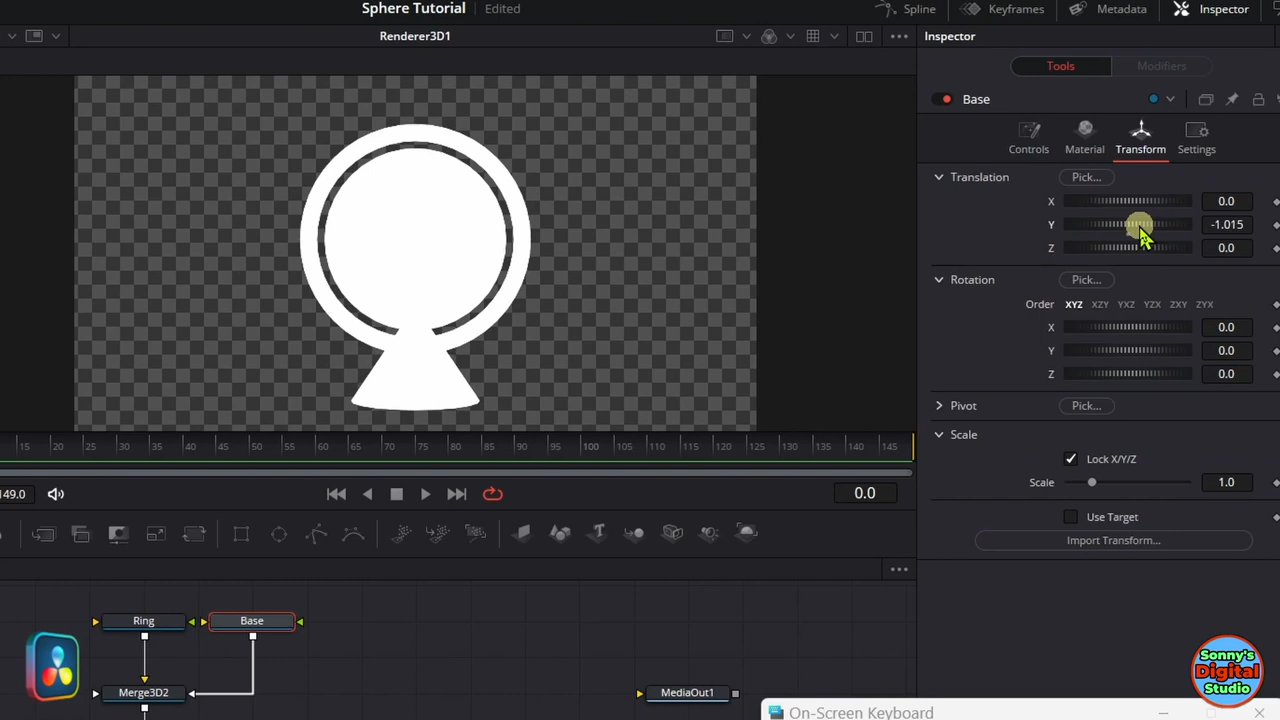 Sphere Tutorial Edited
Spline Keyframes Metadata Inspector
Renderer3D1
Inspector
Tools Modifiers
Base
Controls Material Transform Settings
Translation Pick...
X 0.0
Y -1.015
Z 0.0
Rotation Pick...
Order XYZ XZY YXZ YZX ZXY ZYX
X 0.0
Y 0.0
Z 0.0
Pivot Pick...
Scale
Lock X/Y/Z
Scale 1.0
Use Target
Import Transform...
15 20 25 30 35 40 45 50 55 60 65 70 75 80 85 90 95 100 105 110 115 120 125 130 135 140 145
149.0 0.0
Ring Base
Merge3D2 MediaOut1
Sonny's
Digital
Studio
On-Screen Keyboard